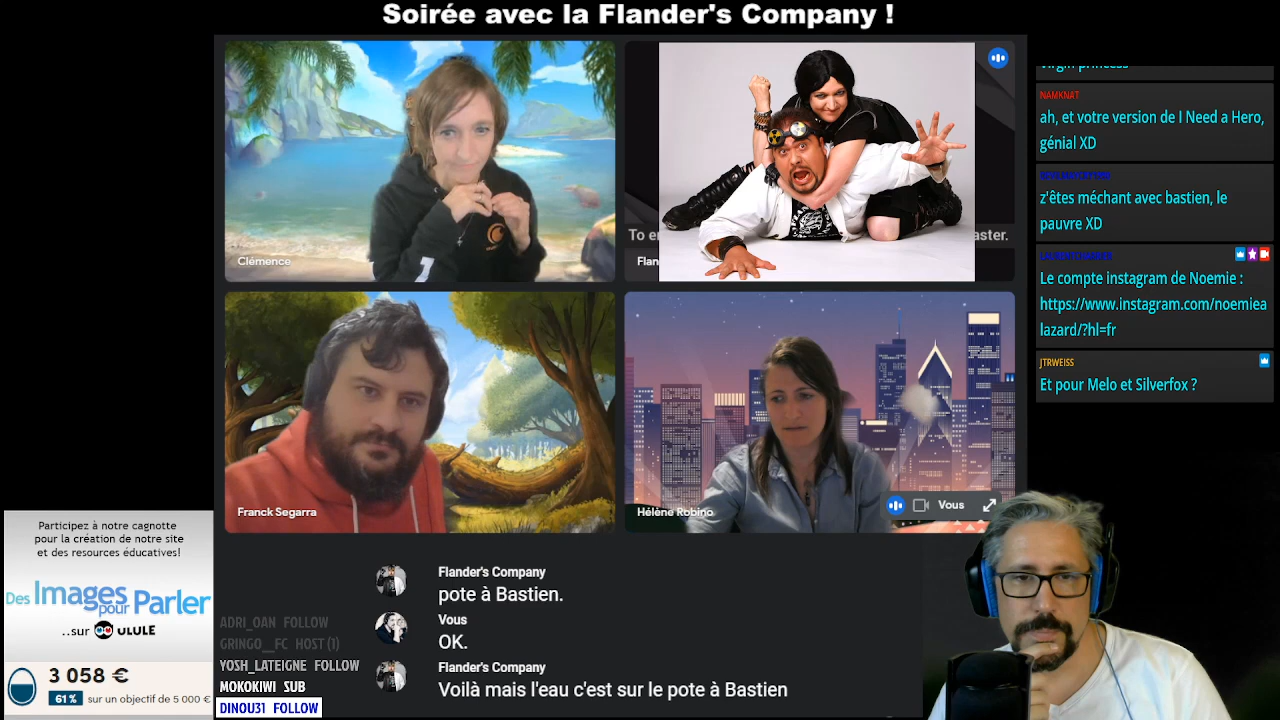 Soirée avec la Flander's Company !
Clémence
To e
aster.
Flan
Franck Segarra
Hélène Robino
Vous
NAMKNAT
ah, et votre version de I Need a Hero,
génial XD
z'êtes méchant avec bastien, le
pauvre XD
Le compte instagram de Noemie :
https://www.instagram.com/noemiea
lazard/?hl=fr
JTRWEISS
Et pour Melo et Silverfox ?
Participez à notre cagnotte
pour la création de notre site
et des resources éducatives!
Des Images pour Parler
..sur ULULE
3 058 €
61% sur un objectif de 5 000 €
ADRI_OAN FOLLOW
GRINGO__FC HOST (1)
YOSH_LATEIGNE FOLLOW
MOKOKIWI SUB
DINOU31 FOLLOW
Flander's Company
pote à Bastien.
Vous
OK.
Flander's Company
Voilà mais l'eau c'est sur le pote à Bastien